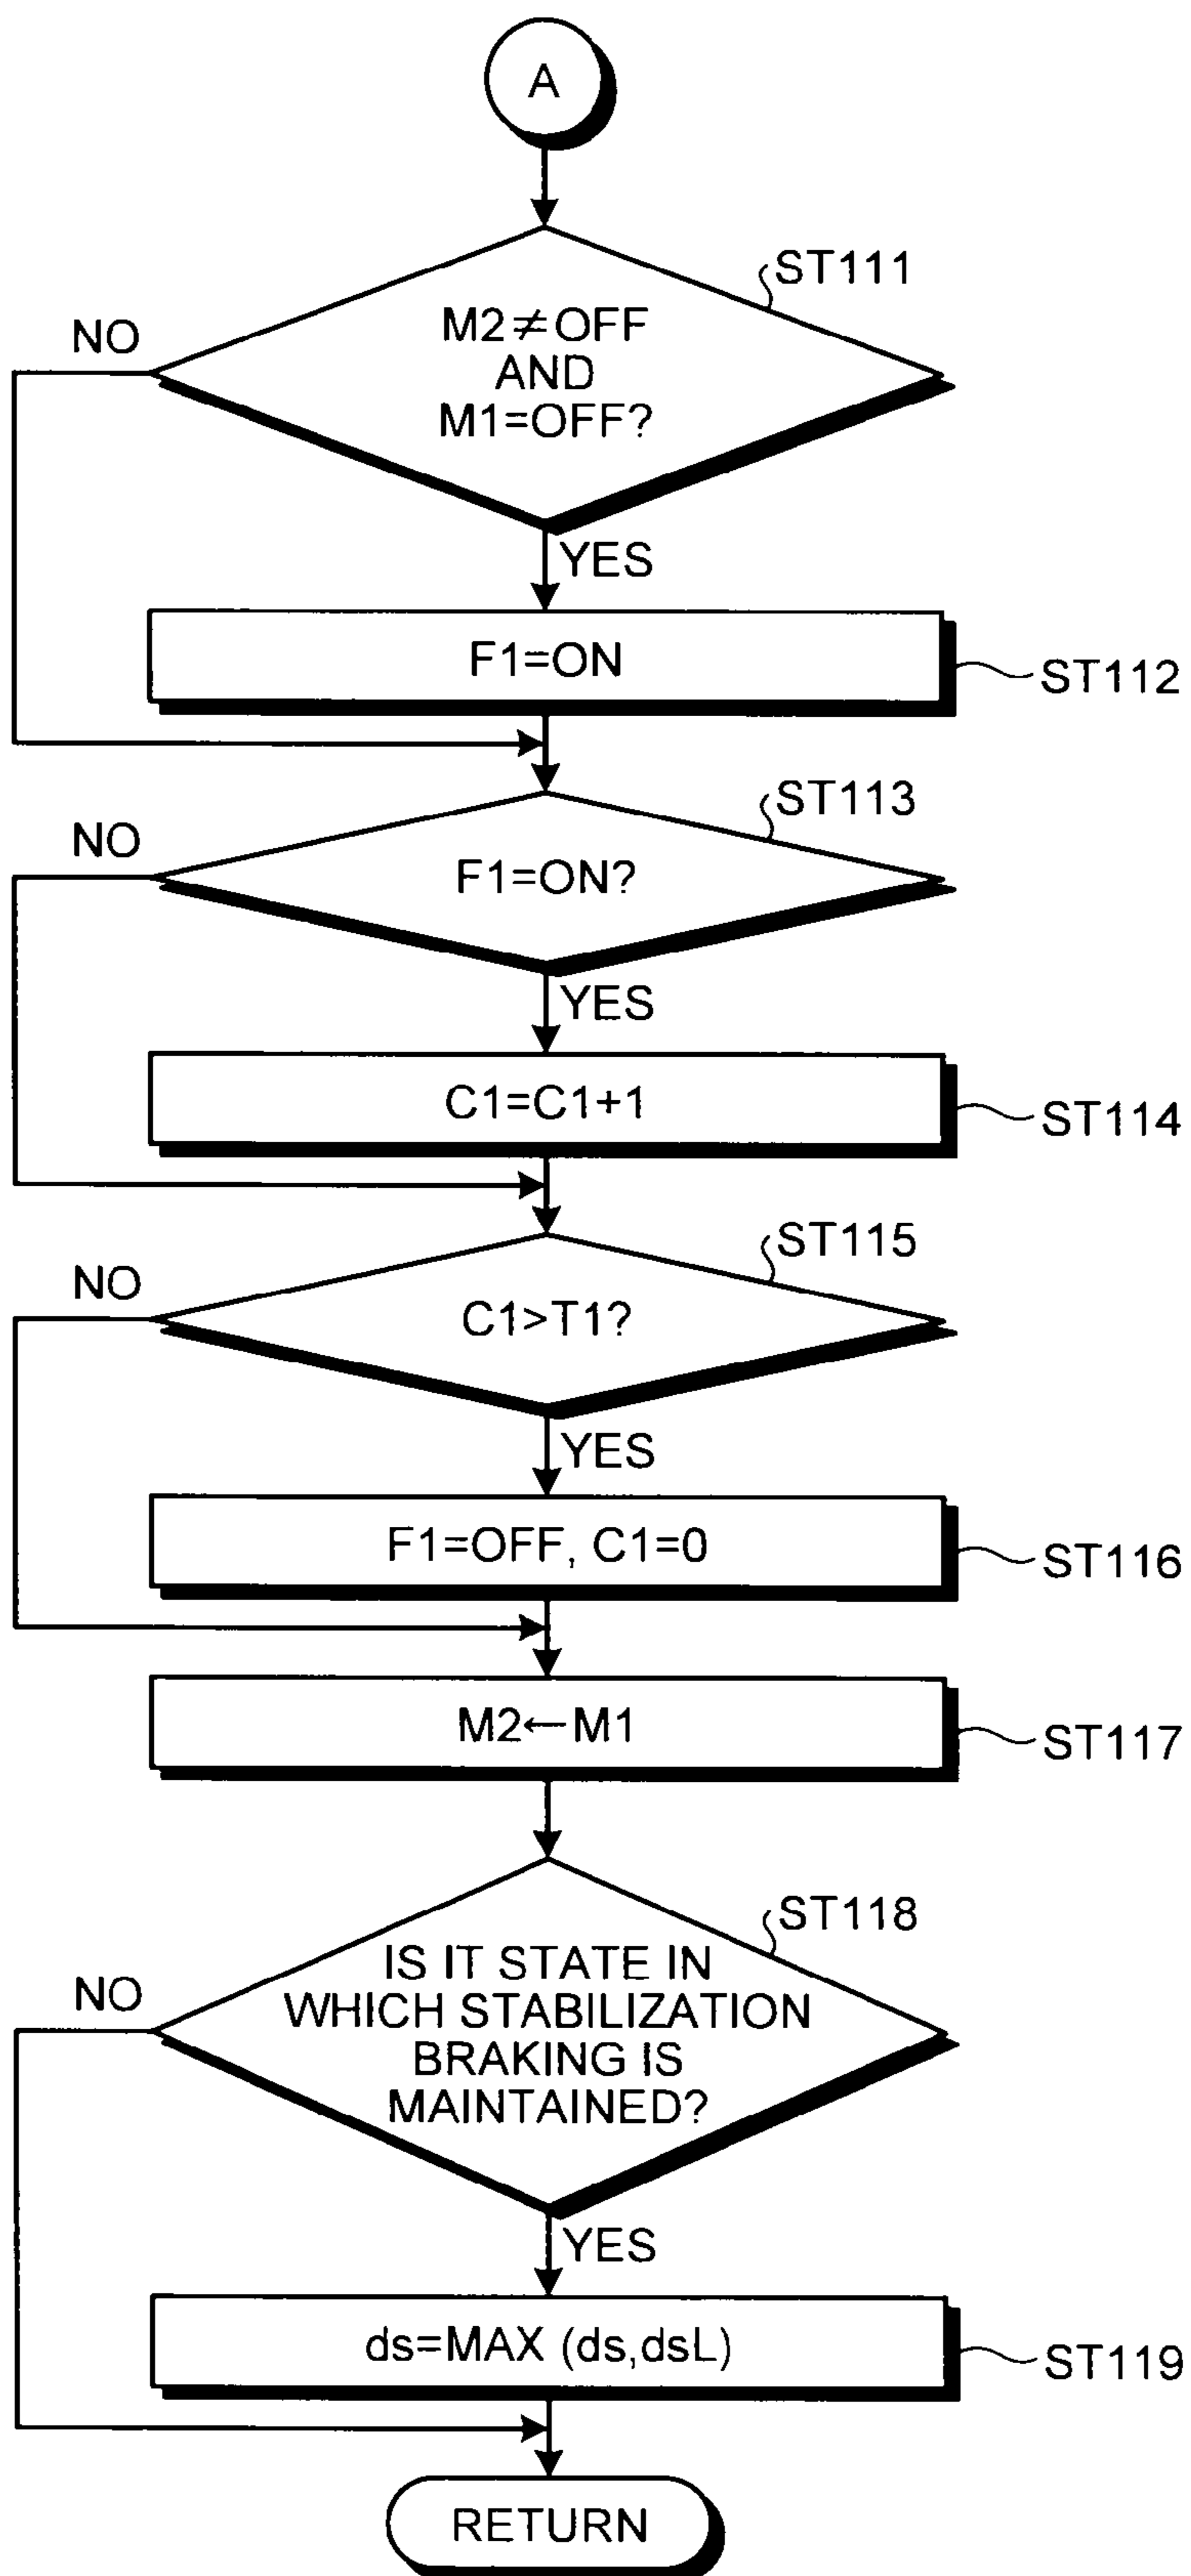 A
ST111
NO
M2≠OFF
AND
M1=OFF?
YES
F1=ON
ST112
ST113
NO
F1=ON?
YES
C1=C1+1
ST114
ST115
NO
C1>T1?
YES
F1=OFF, C1=0
ST116
M2←M1
ST117
ST118
NO
IS IT STATE IN
WHICH STABILIZATION
BRAKING IS
MAINTAINED?
YES
ds=MAX (ds,dsL)
ST119
RETURN